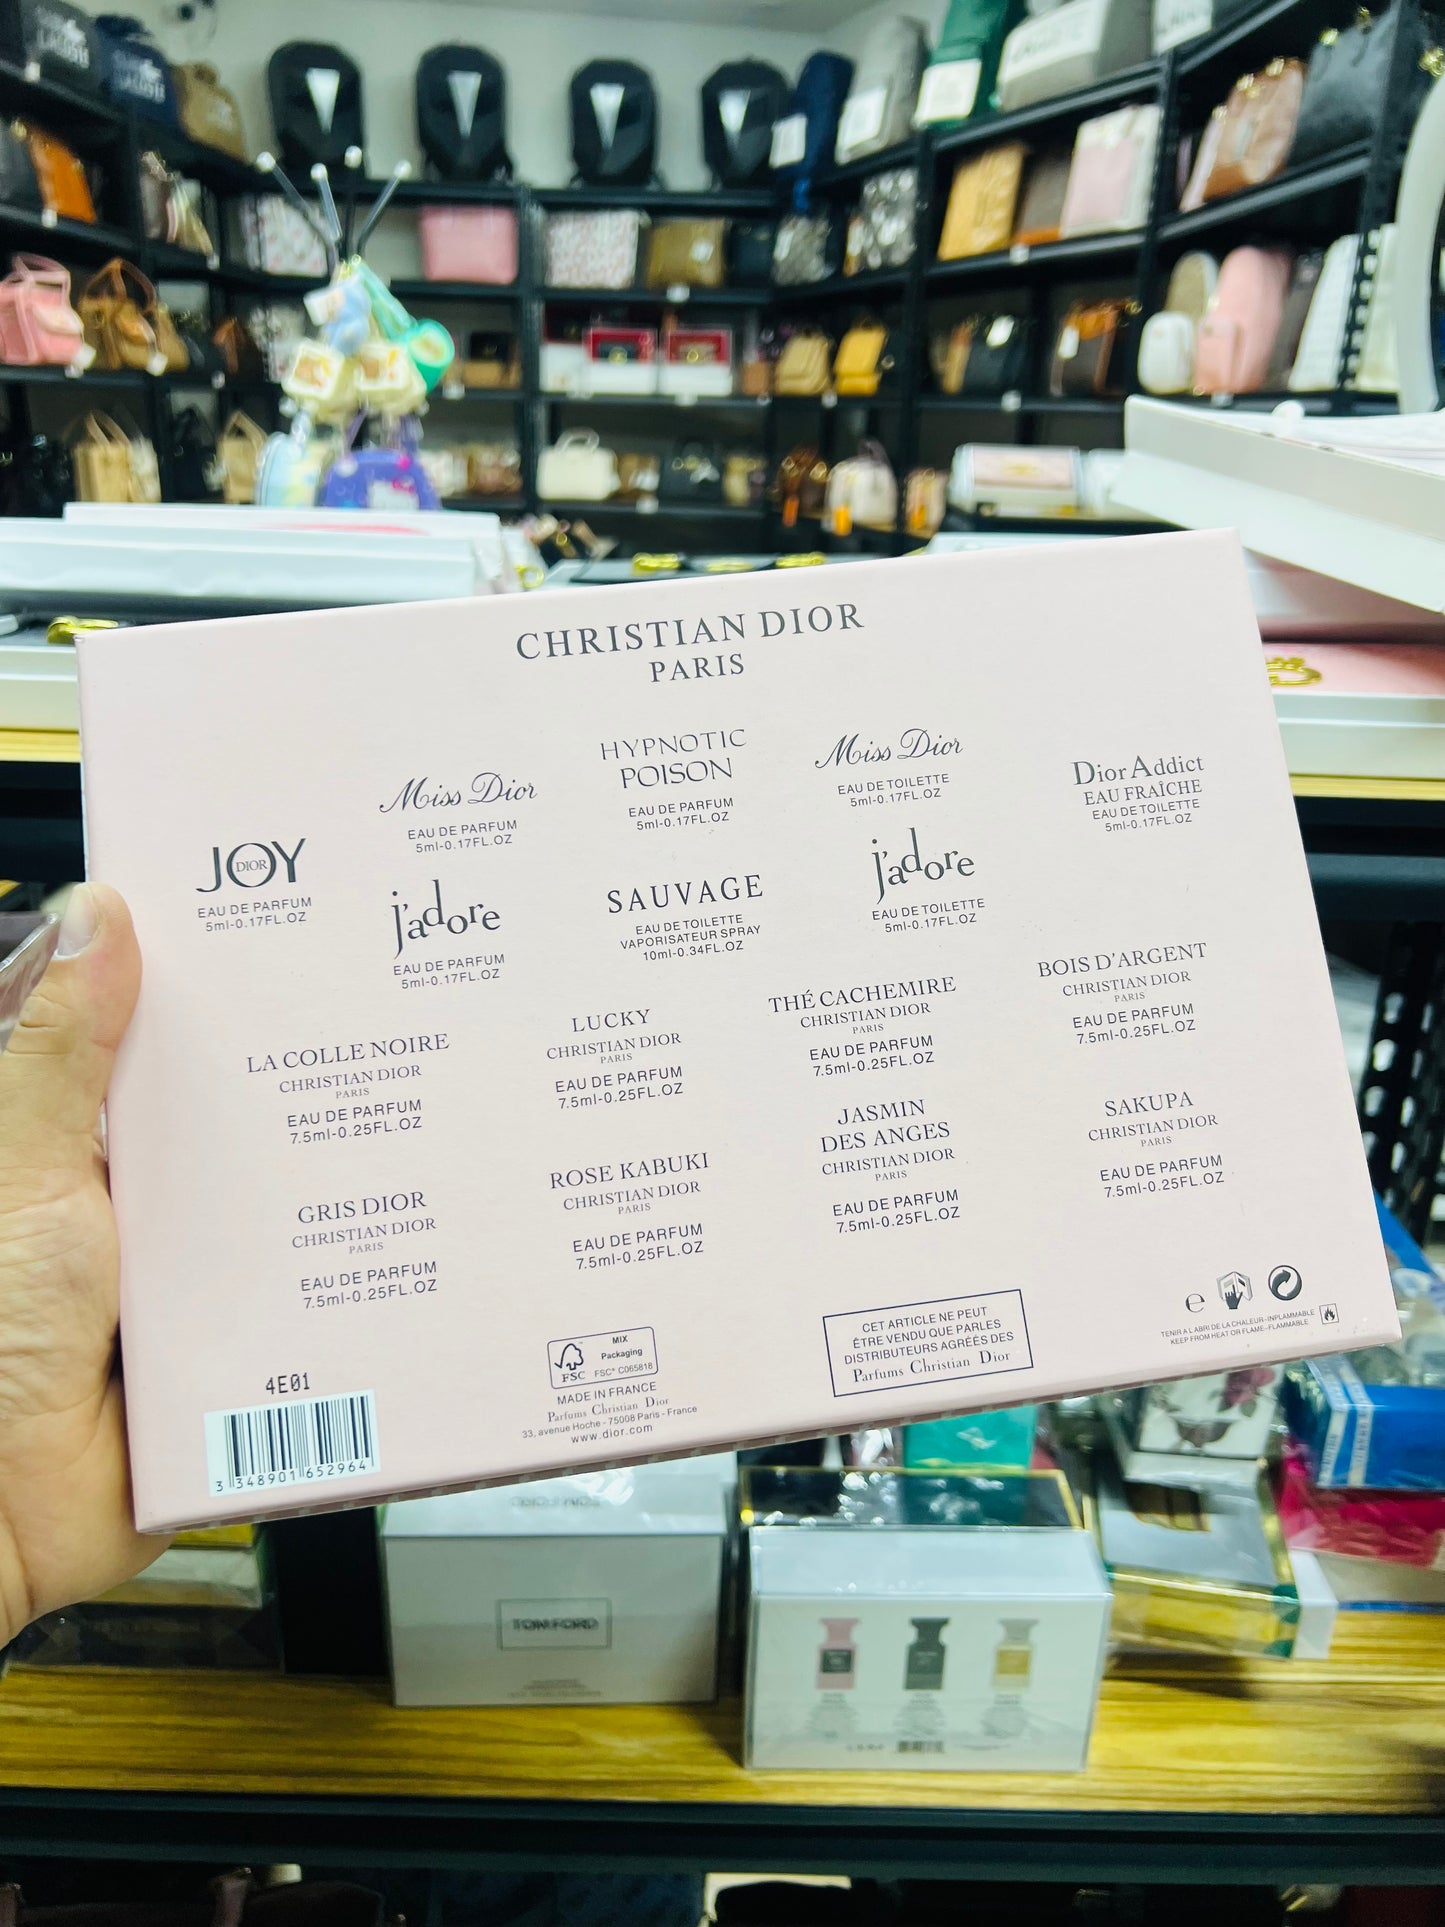 CHRISTIAN DIOR
PARIS
JOY
DIOR
EAU DE PARFUM
5ml-0.17FL.OZ
Miss Dior
EAU DE PARFUM
5ml-0.17FL.OZ
HYPNOTIC
POISON
EAU DE PARFUM
5ml-0.17FL.OZ
Miss Dior
EAU DE TOILETTE
5ml-0.17FL.OZ
Dior Addict
EAU FRAÎCHE
EAU DE TOILETTE
5ml-0.17FL.OZ
j'adore
EAU DE PARFUM
5ml-0.17FL.OZ
SAUVAGE
EAU DE TOILETTE
VAPORISATEUR SPRAY
10ml-0.34FL.OZ
j'adore
EAU DE TOILETTE
5ml-0.17FL.OZ
LA COLLE NOIRE
CHRISTIAN DIOR
PARIS
EAU DE PARFUM
7.5ml-0.25FL.OZ
LUCKY
CHRISTIAN DIOR
PARIS
EAU DE PARFUM
7.5ml-0.25FL.OZ
THÉ CACHEMIRE
CHRISTIAN DIOR
PARIS
EAU DE PARFUM
7.5ml-0.25FL.OZ
BOIS D'ARGENT
CHRISTIAN DIOR
PARIS
EAU DE PARFUM
7.5ml-0.25FL.OZ
GRIS DIOR
CHRISTIAN DIOR
PARIS
EAU DE PARFUM
7.5ml-0.25FL.OZ
ROSE KABUKI
CHRISTIAN DIOR
PARIS
EAU DE PARFUM
7.5ml-0.25FL.OZ
JASMIN
DES ANGES
CHRISTIAN DIOR
PARIS
EAU DE PARFUM
7.5ml-0.25FL.OZ
SAKUPA
CHRISTIAN DIOR
PARIS
EAU DE PARFUM
7.5ml-0.25FL.OZ
4E01
3 348901 652964
FSC
MIX
Packaging
FSC® C065818
MADE IN FRANCE
Parfums Christian Dior
33, avenue Hoche - 75008 Paris - France
www.dior.com
CET ARTICLE NE PEUT
ÊTRE VENDU QUE PARLES
DISTRIBUTEURS AGRÉÉS DES
Parfums Christian Dior
e
TENIR A L ABRI DE LA CHALEUR-INPLAMMABLE
KEEP FROM HEAT OR FLAME-FLAMMABLE
TOM FORD